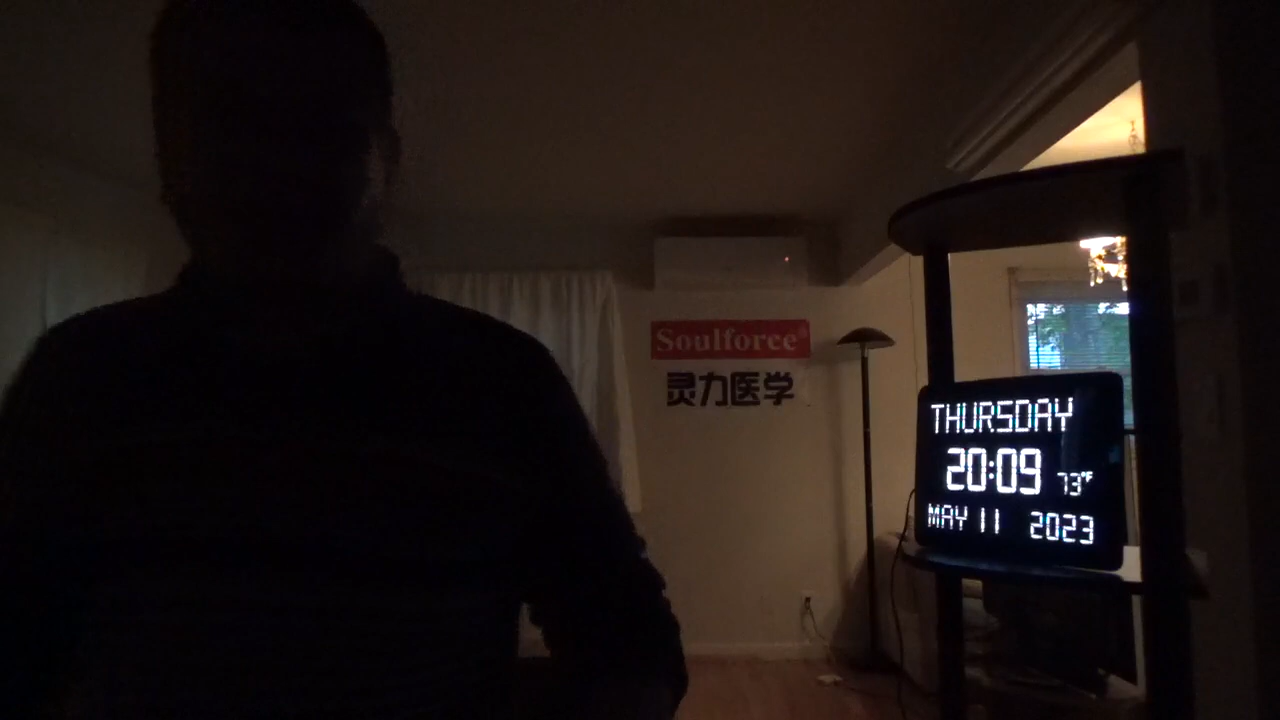 Soulforce®
灵力医学
THURSDAY
20:09 73°F
MAY 11 2023